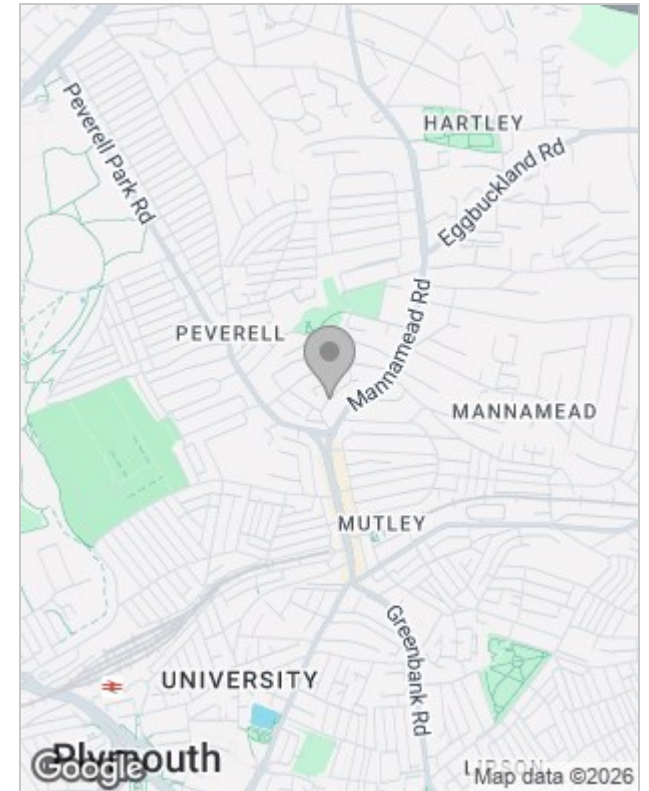 HARTLEY
Peverell Park Rd
Eggbuckland Rd
PEVERELL
Mannamead Rd
MANNAMEAD
MUTLEY
Greenbank Rd
UNIVERSITY
Plymouth
Google
Map data ©2026